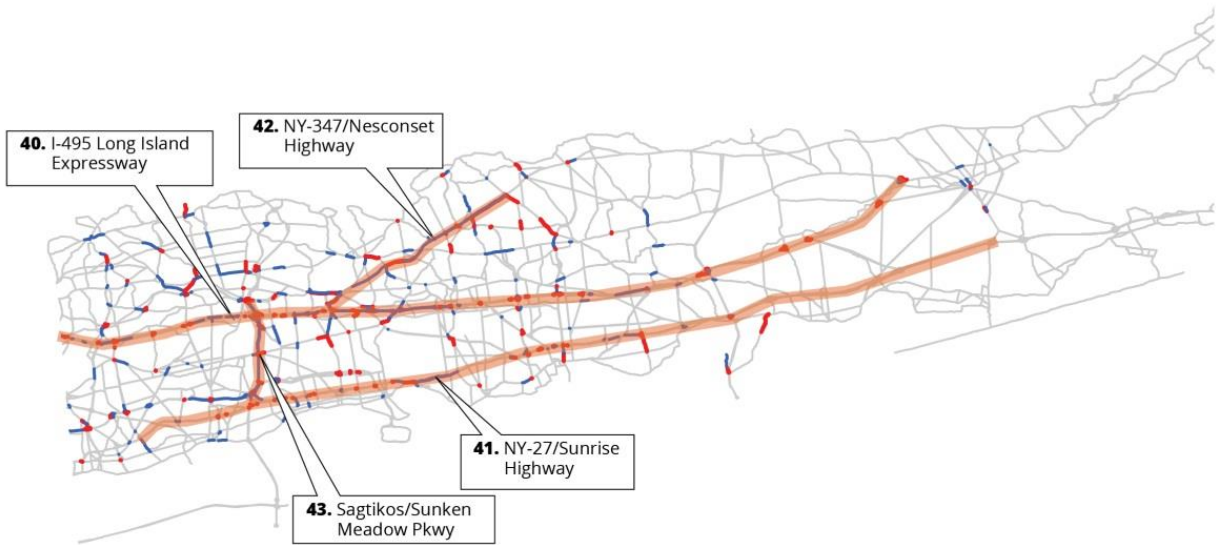 42. NY-347/Nesconset
Highway
40. I-495 Long Island
Expressway
41. NY-27/Sunrise
Highway
43. Sagtikos/Sunken
Meadow Pkwy